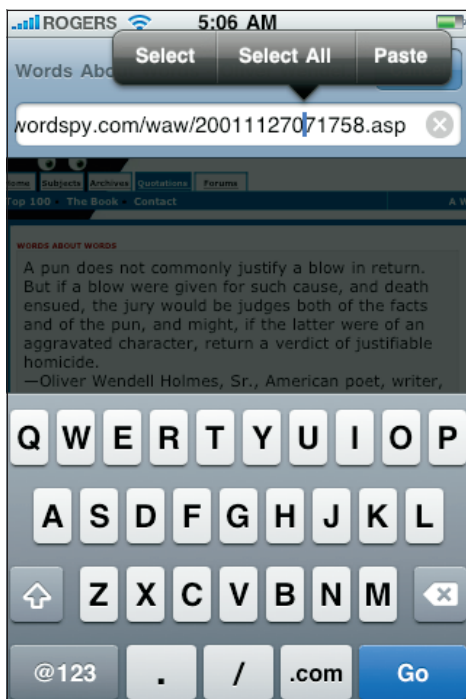 ROGERS 5:06 AM
Select Select All Paste
Words Abo
wordspy.com/waw/20011127071758.asp
Home Subjects Archives Quotations Forums
Top 100 The Book Contact A W
WORDS ABOUT WORDS
A pun does not commonly justify a blow in return.
But if a blow were given for such cause, and death
ensued, the jury would be judges both of the facts
and of the pun, and might, if the latter were of an
aggravated character, return a verdict of justifiable
homicide.
—Oliver Wendell Holmes, Sr., American poet, writer,
Q W E R T Y U I O P
A S D F G H J K L
Z X C V B N M
@123 . / .com Go